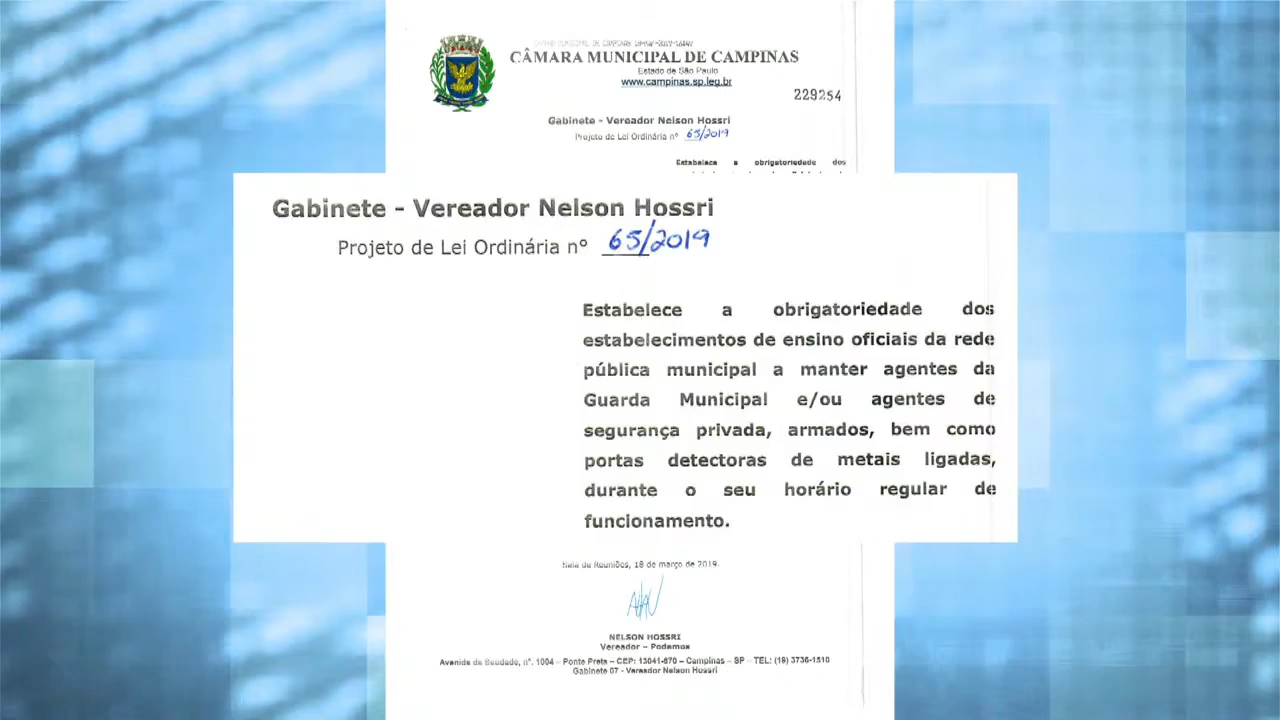 CÂMARA MUNICIPAL DE CAMPINAS
Estado de São Paulo
www.campinas.sp.leg.br
229254
Gabinete - Vereador Nelson Hossri
Projeto de Lei Ordinária nº 65/2019
Estabelece a obrigatoriedade dos
Gabinete - Vereador Nelson Hossri
Projeto de Lei Ordinária nº 65/2019
Estabelece a obrigatoriedade dos
estabelecimentos de ensino oficiais da rede
pública municipal a manter agentes da
Guarda Municipal e/ou agentes de
segurança privada, armados, bem como
portas detectoras de metais ligadas,
durante o seu horário regular de
funcionamento.
Sala de Reuniões, 18 de março de 2019.
NELSON HOSSRI
Vereador – Podemos
Avenida da Saudade, nº. 1004 – Ponte Preta – CEP: 13041-670 – Campinas – SP – TEL: (19) 3736-1510
Gabinete 07 - Vereador Nelson Hossri